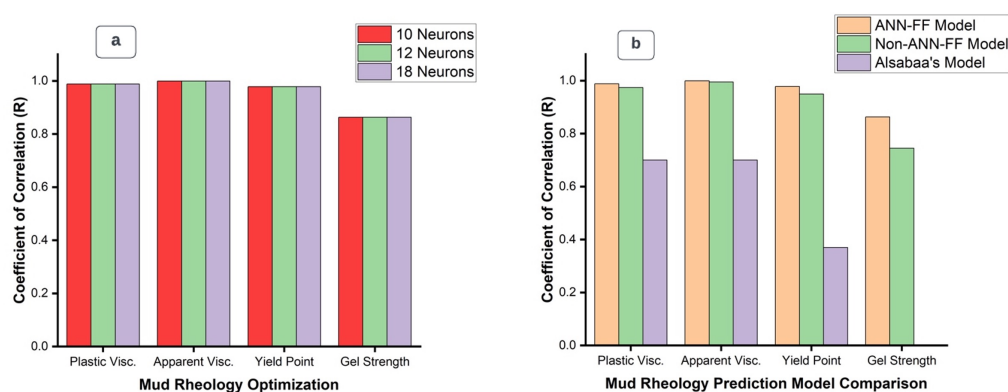 a
10 Neurons
12 Neurons
18 Neurons
Coefficient of Correlation (R)
1.0
0.8
0.6
0.4
0.2
0.0
Plastic Visc. Apparent Visc. Yield Point Gel Strength
Mud Rheology Optimization
b
ANN-FF Model
Non-ANN-FF Model
Alsabaa's Model
Coefficient of Correlation (R)
1.0
0.8
0.6
0.4
0.2
0.0
Plastic Visc. Apparent Visc. Yield Point Gel Strength
Mud Rheology Prediction Model Comparison